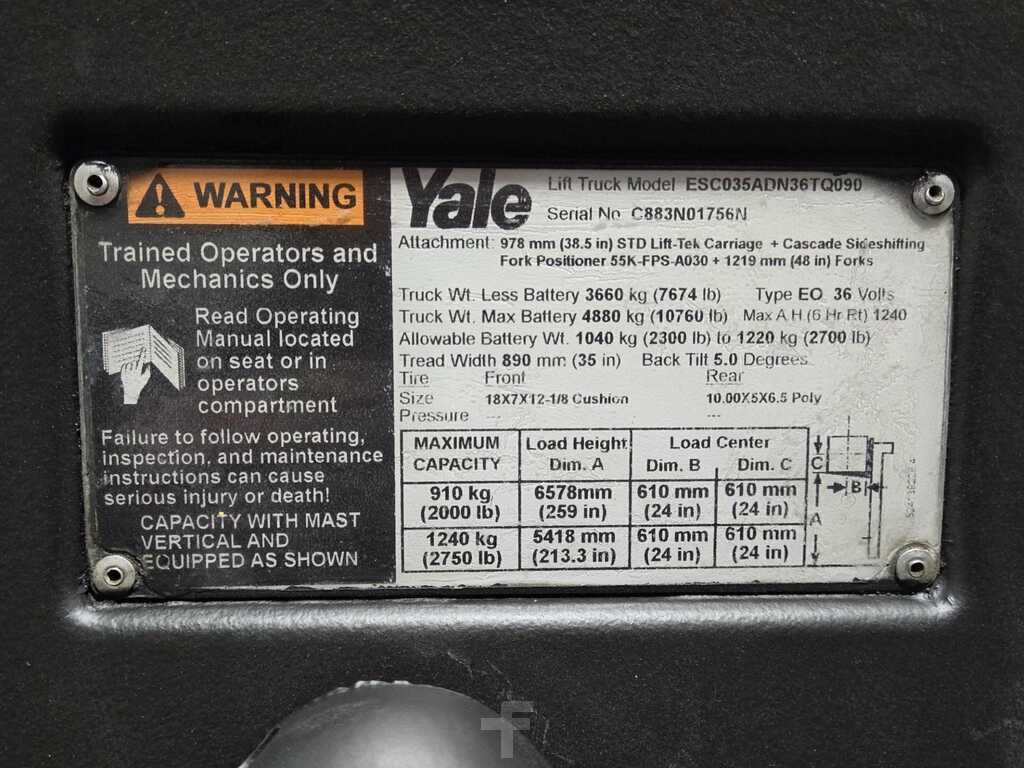 WARNING
Trained Operators and
Mechanics Only
Read Operating
Manual located
on seat or in
operators
compartment
Failure to follow operating,
inspection, and maintenance
instructions can cause
serious injury or death!
CAPACITY WITH MAST
VERTICAL AND
EQUIPPED AS SHOWN
Yale
Lift Truck Model ESC035ADN36TQ090
Serial No C883N01756N
Attachment: 978 mm (38.5 in) STD Lift-Tek Carriage + Cascade Sideshifting
Fork Positioner 55K-FPS-A030 + 1219 mm (48 in) Forks
Truck Wt. Less Battery 3660 kg (7674 lb) Type EO 36 Volts
Truck Wt. Max Battery 4880 kg (10760 lb) Max A H (6 Hr Rt) 1240
Allowable Battery Wt. 1040 kg (2300 lb) to 1220 kg (2700 lb)
Tread Width 890 mm (35 in) Back Tilt 5.0 Degrees
Tire Front Rear
Size 18X7X12-1/8 Cushion 10.00X5X6.5 Poly
Pressure --- ---
MAXIMUM CAPACITY Load Height Dim. A Load Center Dim. B Dim. C
910 kg (2000 lb) 6578mm (259 in) 610 mm (24 in) 610 mm (24 in)
1240 kg (2750 lb) 5418 mm (213.3 in) 610 mm (24 in) 610 mm (24 in)
C
B
A